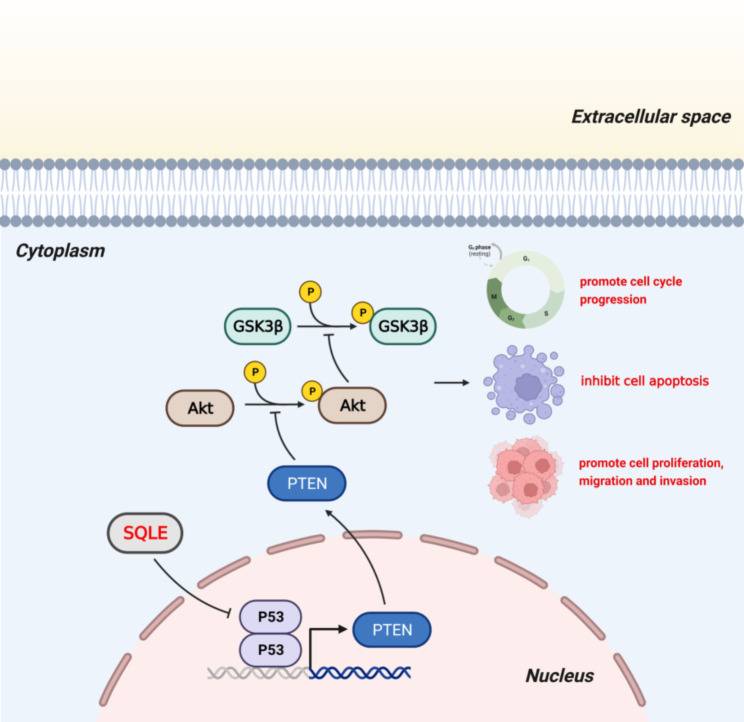 Extracellular space
Cytoplasm
G₀ phase
(resting)
G₁
M
S
G₂
promote cell cycle
progression
P
P
GSK3β
GSK3β
inhibit cell apoptosis
P
P
Akt
Akt
promote cell proliferation,
migration and invasion
PTEN
SQLE
P53
P53
PTEN
Nucleus